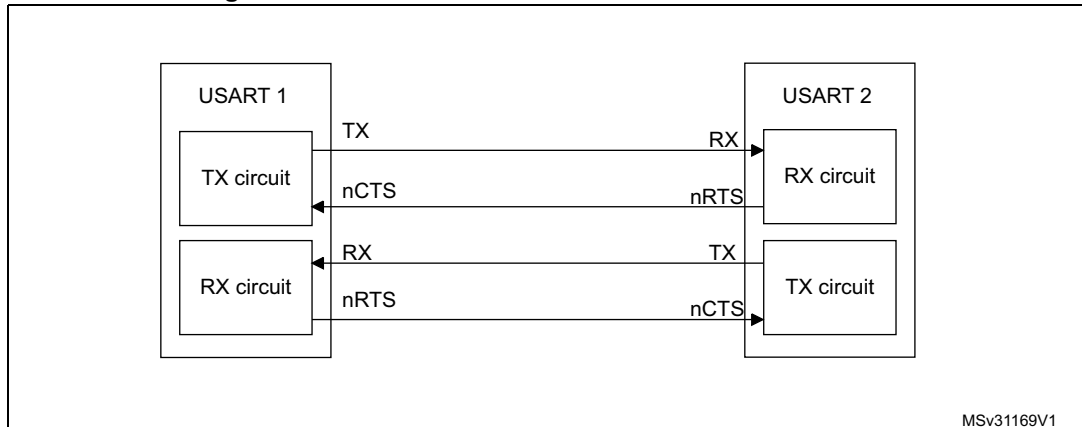 USART 1
USART 2
TX
RX
TX circuit
RX circuit
nCTS
nRTS
RX
TX
RX circuit
TX circuit
nRTS
nCTS
MSv31169V1